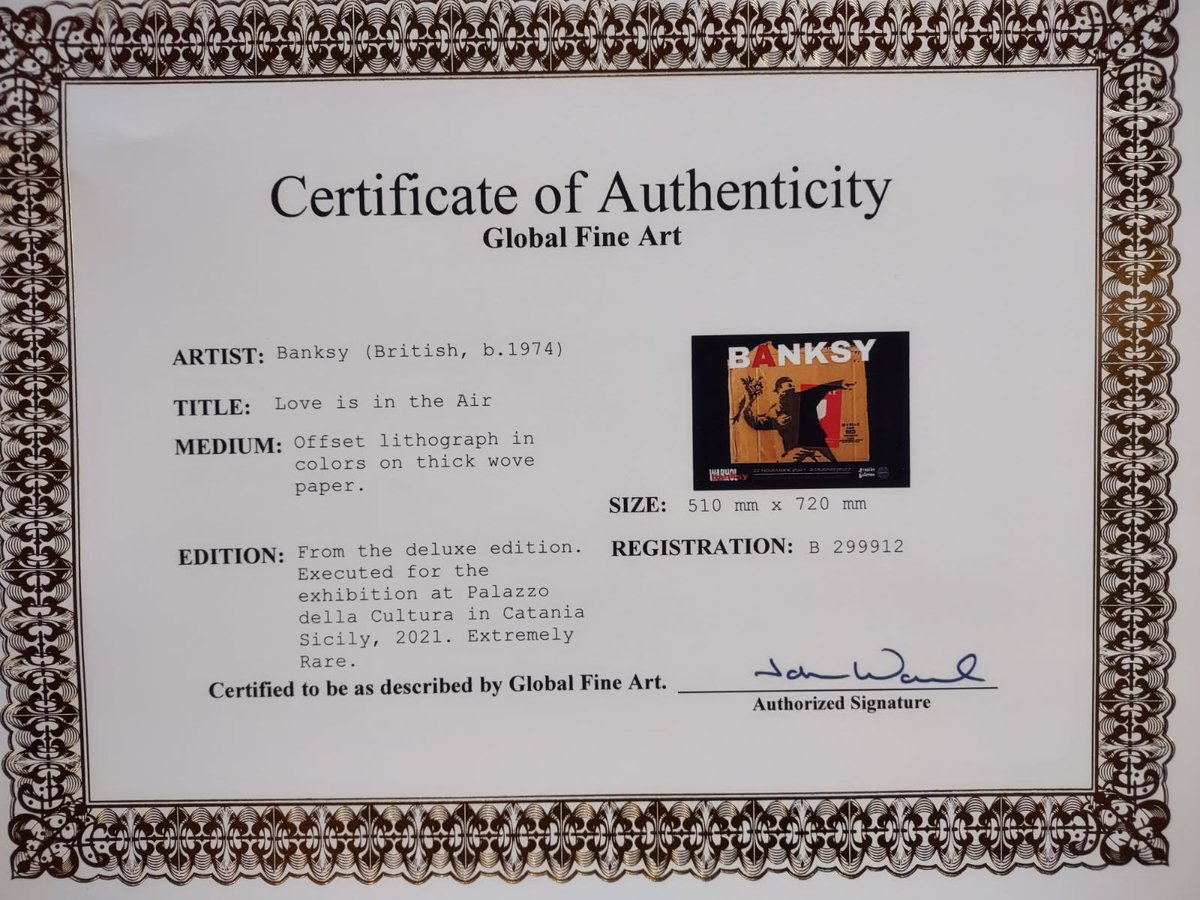 Certificate of Authenticity
Global Fine Art
ARTIST: Banksy (British, b.1974)
TITLE: Love is in the Air
MEDIUM: Offset lithograph in
colors on thick wove
paper.
BANKSY
WARHOL
SIZE: 510 mm x 720 mm
EDITION: From the deluxe edition.
Executed for the
exhibition at Palazzo
della Cultura in Catania
Sicily, 2021. Extremely
Rare.
REGISTRATION: B 299912
Certified to be as described by Global Fine Art.
Authorized Signature